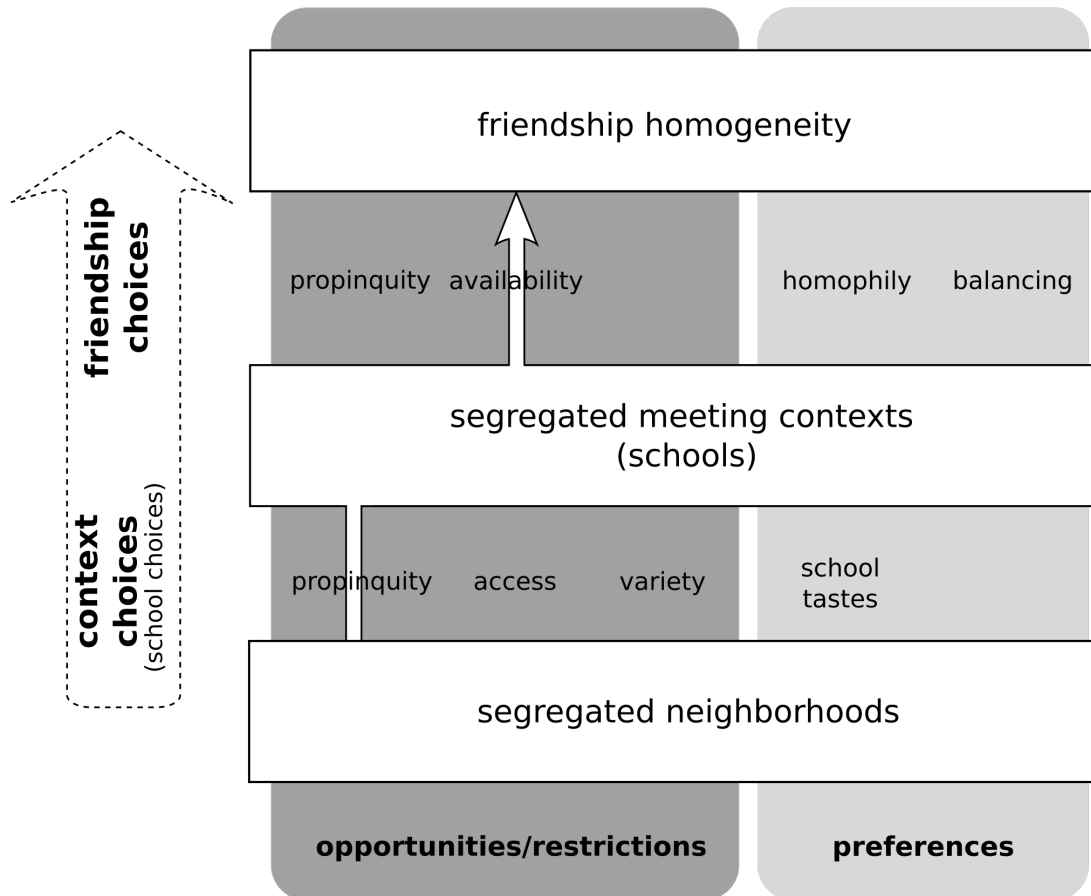 friendship homogeneity
friendship
choices
propinquity availability homophily balancing
segregated meeting contexts
(schools)
context
choices
(school choices)
propinquity access variety school
tastes
segregated neighborhoods
opportunities/restrictions preferences